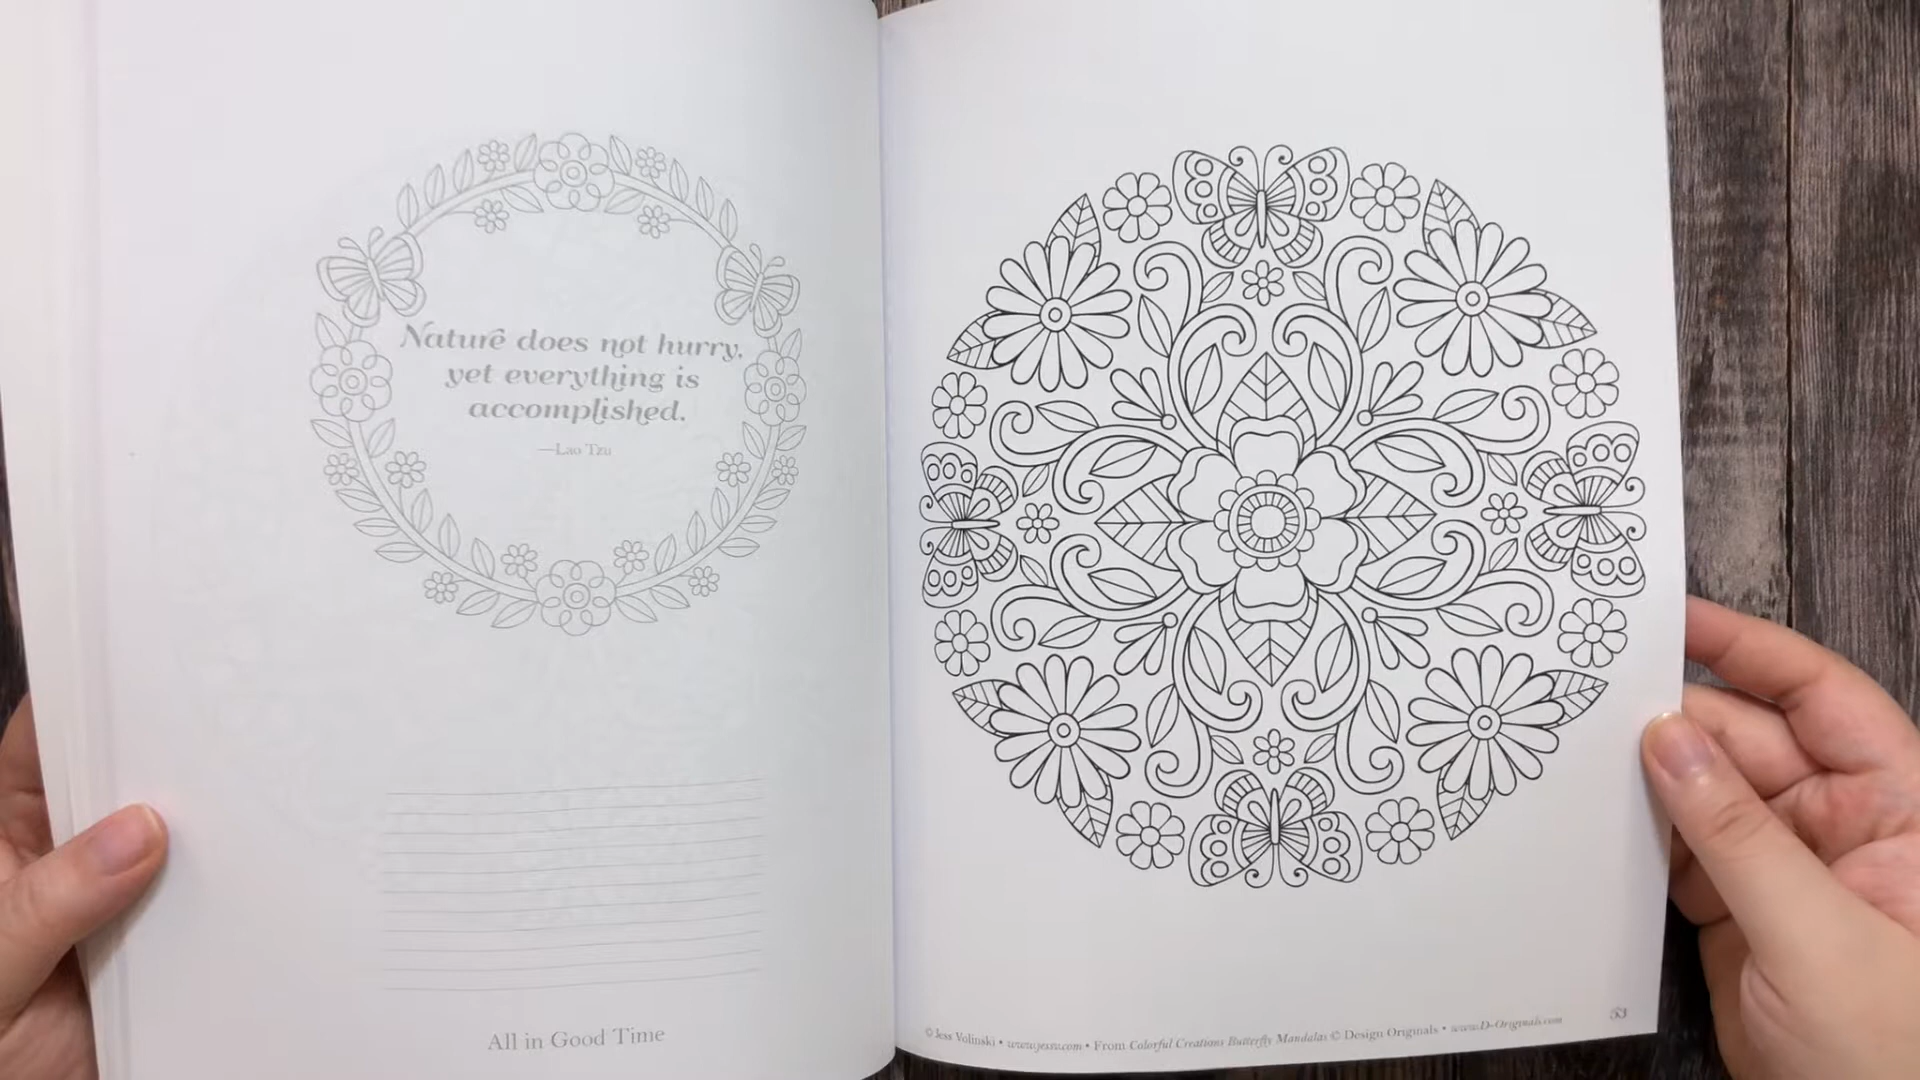 Nature does not hurry,
yet everything is
accomplished.
—Lao Tzu
All in Good Time
© Jess Volinski • www.jessv.com • From Colorful Creations Butterfly Mandalas © Design Originals • www.D-Originals.com
53